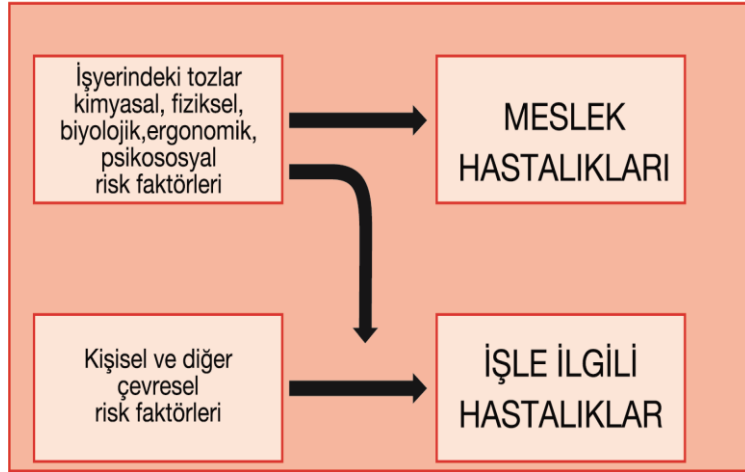 İşyerindeki tozlar
kimyasal, fiziksel,
biyolojik,ergonomik,
psikososyal
risk faktörleri
MESLEK
HASTALIKLARI
Kişisel ve diğer
çevresel
risk faktörleri
İŞLE İLGİLİ
HASTALIKLAR